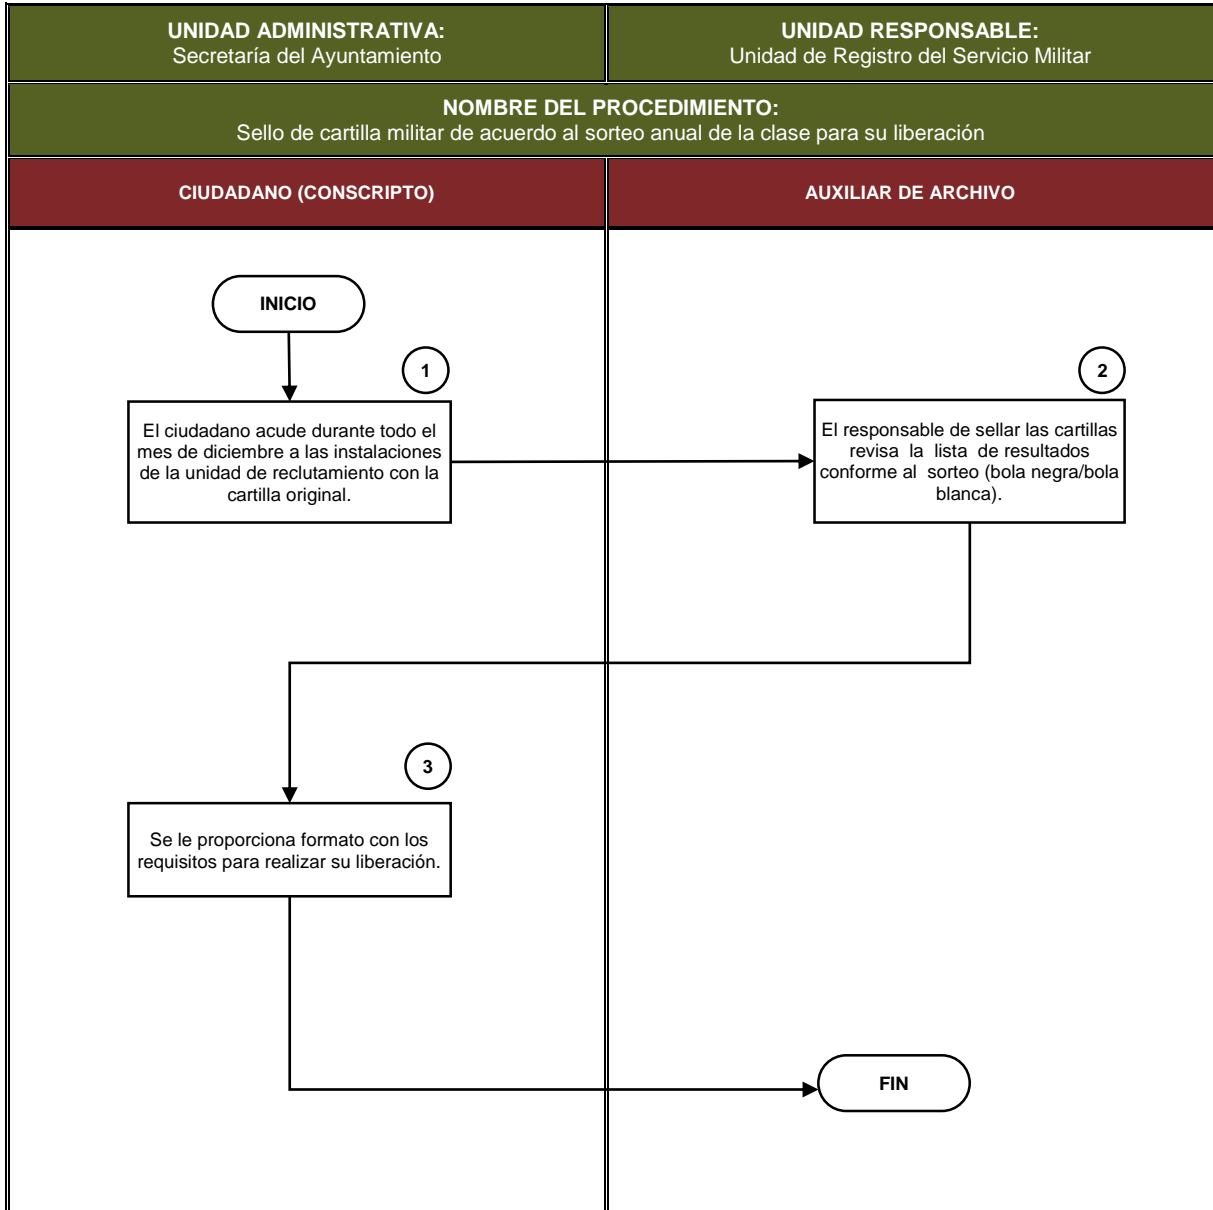 UNIDAD ADMINISTRATIVA:
Secretaría del Ayuntamiento
UNIDAD RESPONSABLE:
Unidad de Registro del Servicio Militar
NOMBRE DEL PROCEDIMIENTO:
Sello de cartilla militar de acuerdo al sorteo anual de la clase para su liberación
CIUDADANO (CONSCRIPTO)
AUXILIAR DE ARCHIVO
INICIO
1
El ciudadano acude durante todo el
mes de diciembre a las instalaciones
de la unidad de reclutamiento con la
cartilla original.
2
El responsable de sellar las cartillas
revisa la lista de resultados
conforme al sorteo (bola negra/bola
blanca).
3
Se le proporciona formato con los
requisitos para realizar su liberación.
FIN